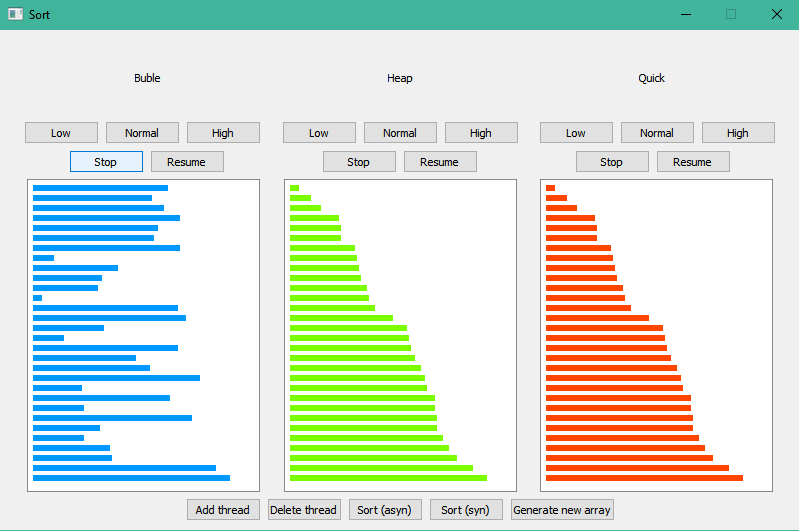 Sort
Buble Heap Quick
Low Normal High Low Normal High Low Normal High
Stop Resume Stop Resume Stop Resume
Add thread Delete thread Sort (asyn) Sort (syn) Generate new array